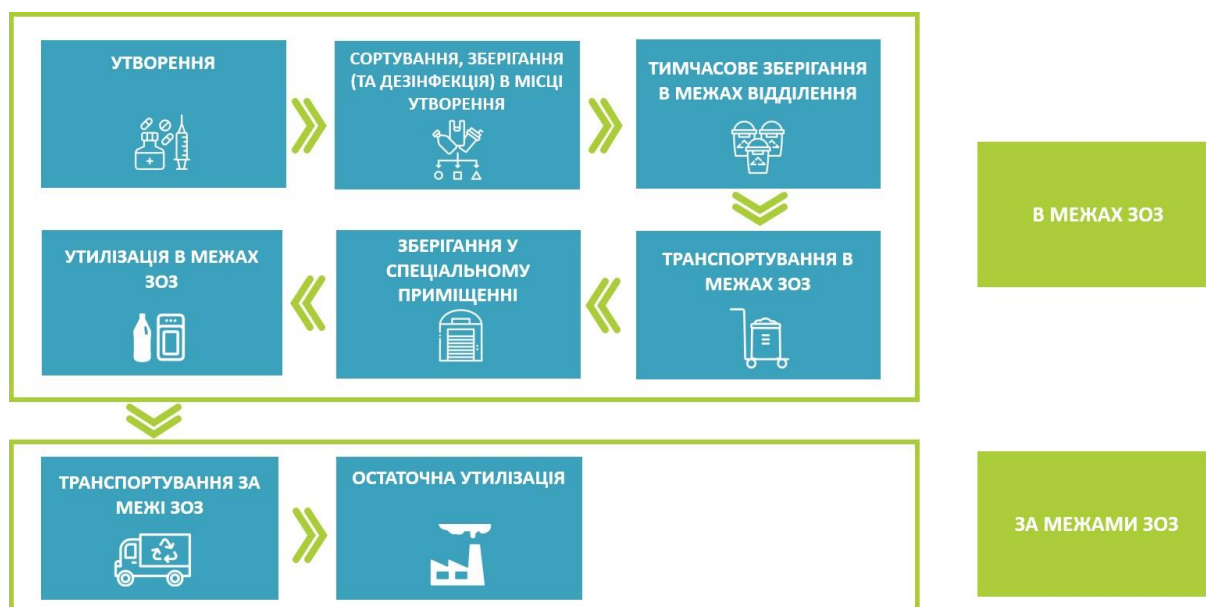 УТВОРЕННЯ
СОРТУВАННЯ, ЗБЕРІГАННЯ
(ТА ДЕЗІНФЕКЦІЯ) В МІСЦІ
УТВОРЕННЯ
ТИМЧАСОВЕ ЗБЕРІГАННЯ
В МЕЖАХ ВІДДІЛЕННЯ
В МЕЖАХ ЗОЗ
УТИЛІЗАЦІЯ В МЕЖАХ
ЗОЗ
ЗБЕРІГАННЯ У
СПЕЦІАЛЬНОМУ
ПРИМІЩЕННІ
ТРАНСПОРТУВАННЯ В
МЕЖАХ ЗОЗ
ТРАНСПОРТУВАННЯ ЗА
МЕЖІ ЗОЗ
ОСТАТОЧНА УТИЛІЗАЦІЯ
ЗА МЕЖАМИ ЗОЗ